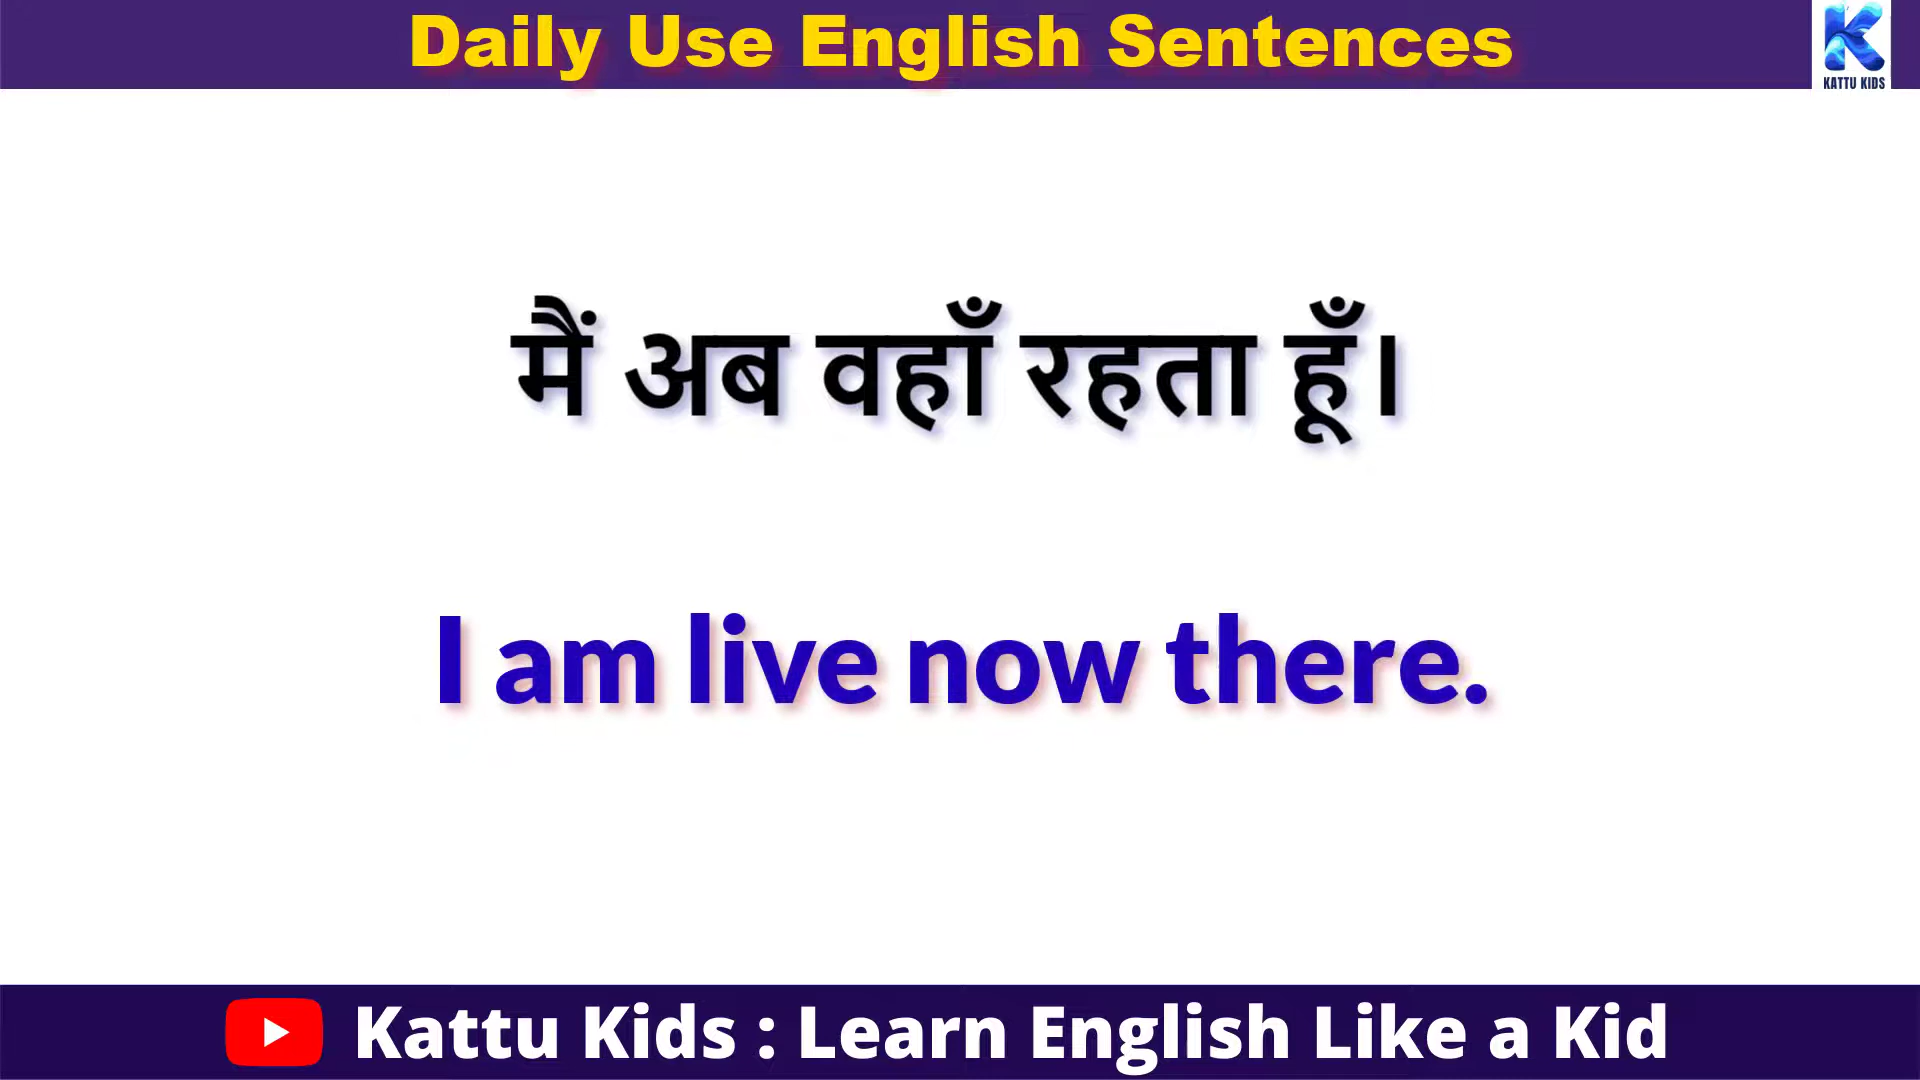 Daily Use English Sentences
KATTU KIDS
मैं अब वहाँ रहता हूँ।
I am live now there.
Kattu Kids : Learn English Like a Kid